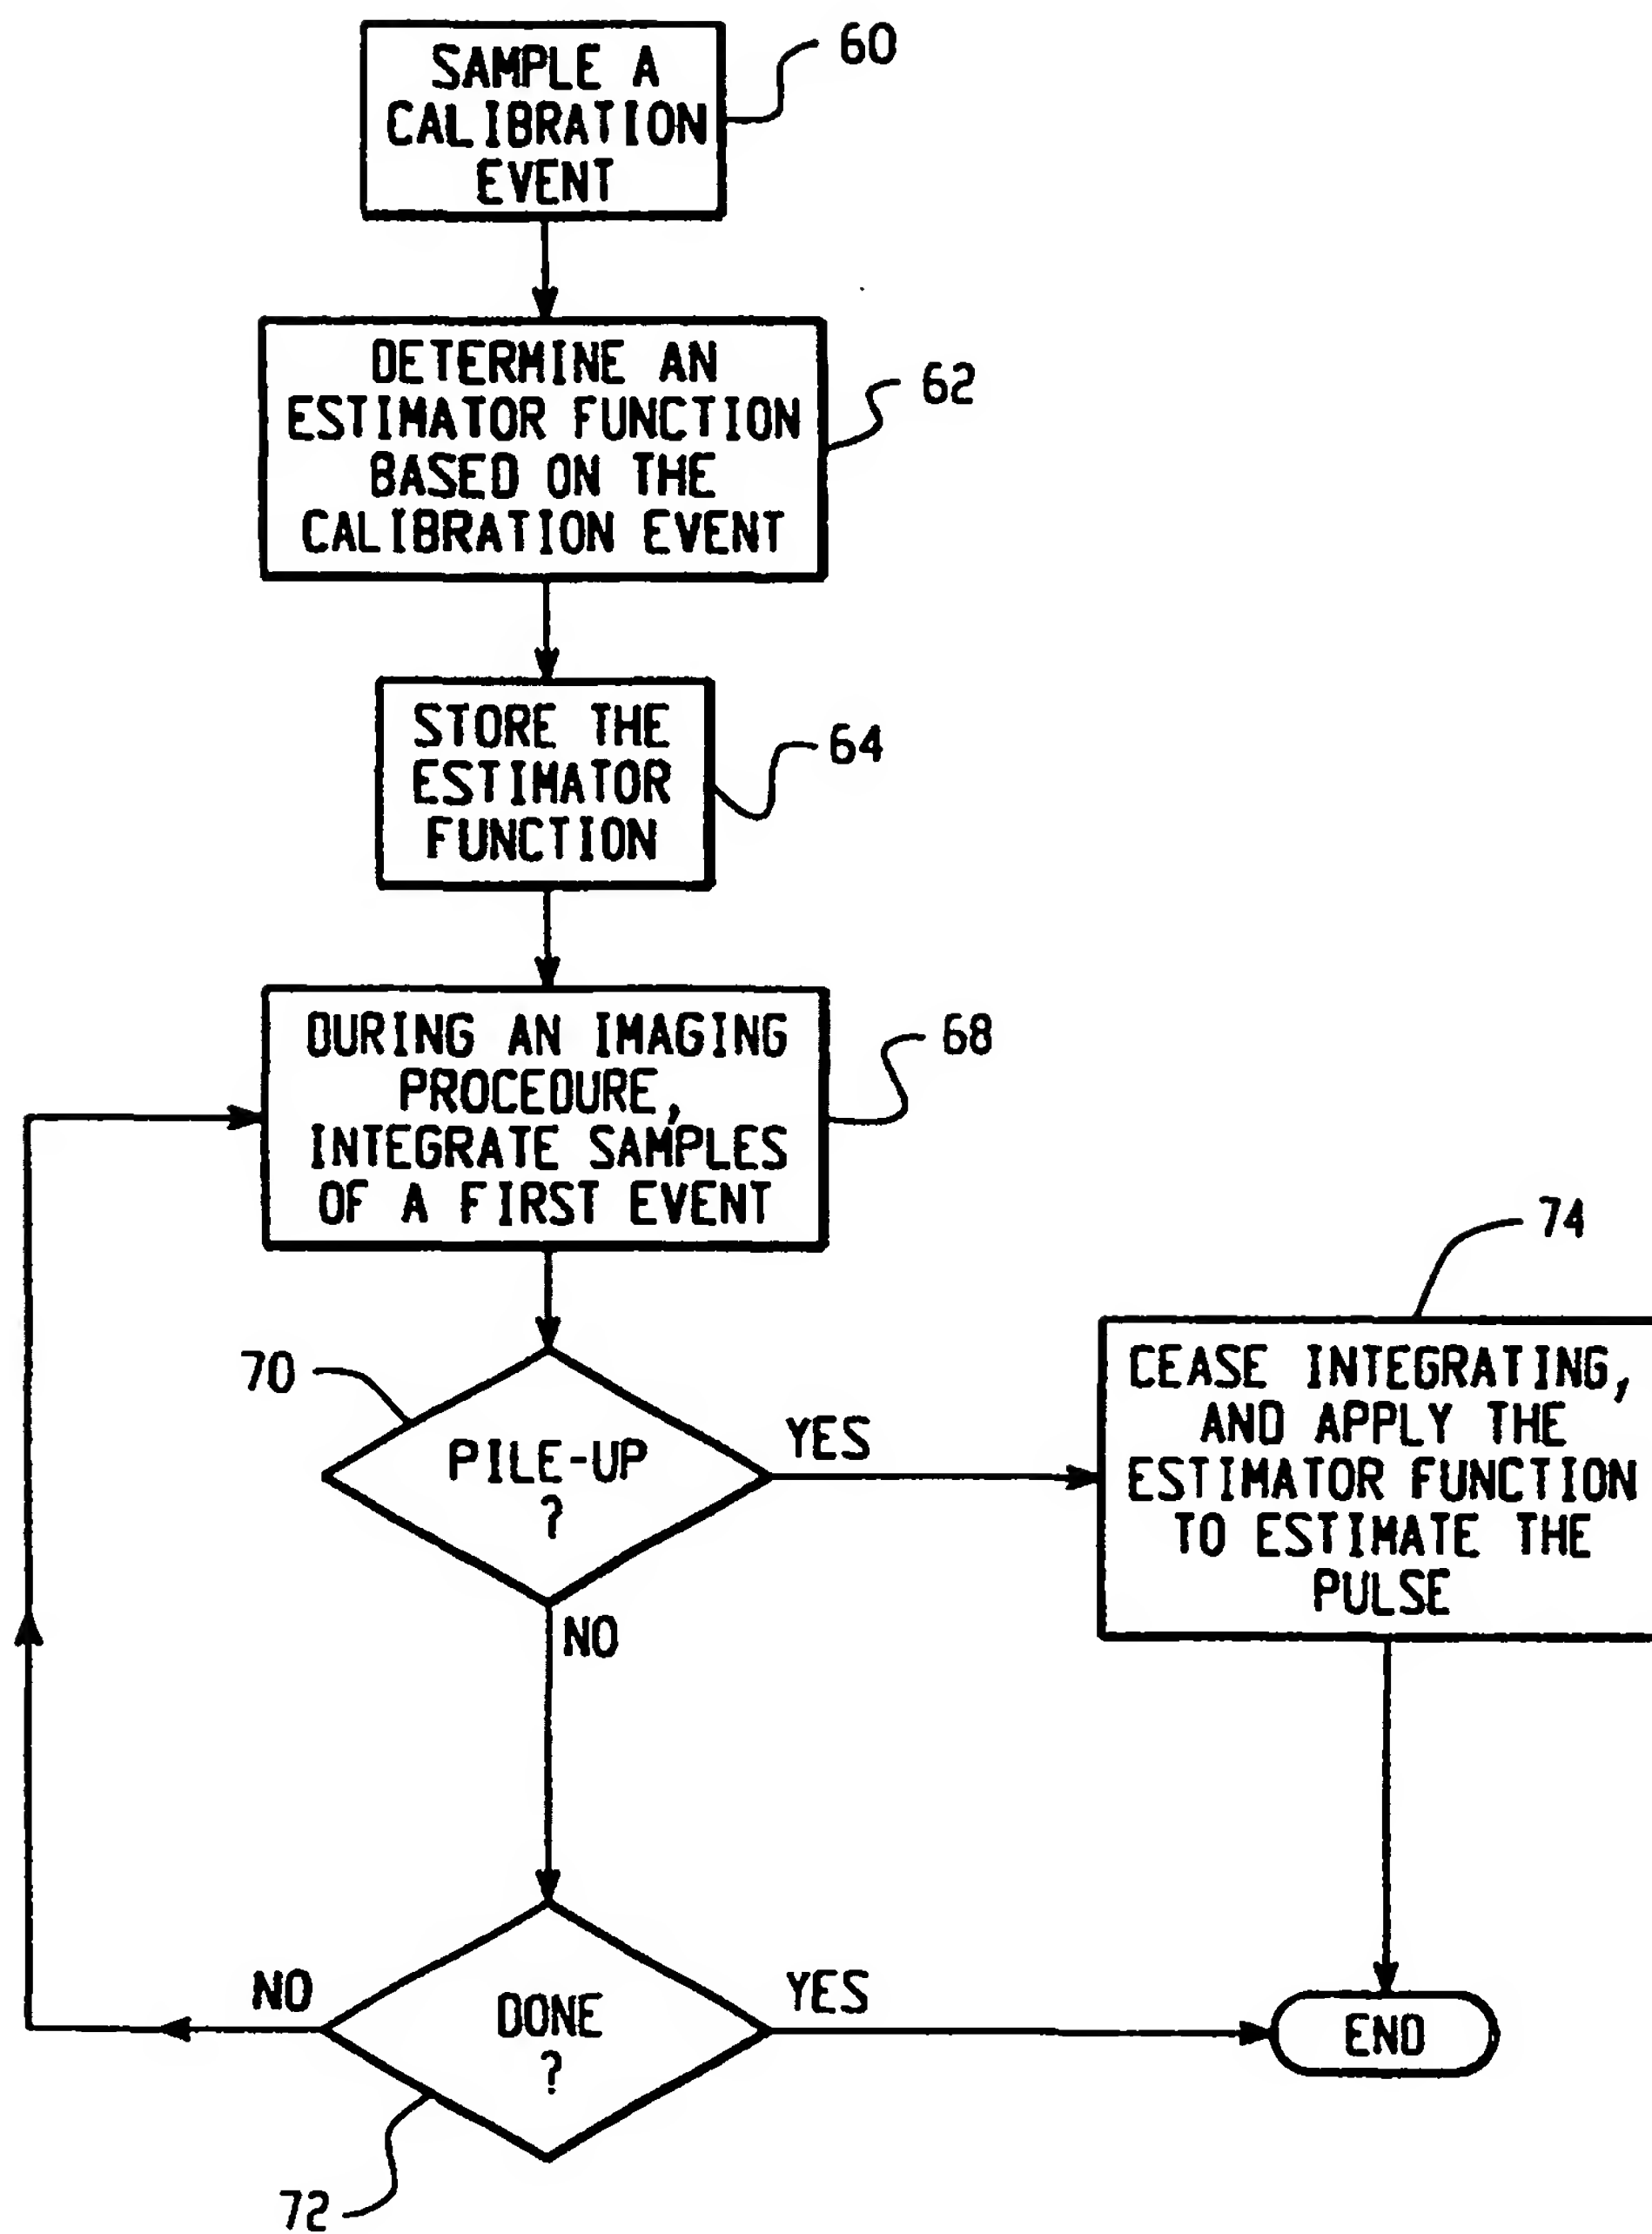 SAMPLE A
CALIBRATION
EVENT
60
DETERMINE AN
ESTIMATOR FUNCTION
BASED ON THE
CALIBRATION EVENT
62
STORE THE
ESTIMATOR
FUNCTION
64
DURING AN IMAGING
PROCEDURE,
INTEGRATE SAMPLES
OF A FIRST EVENT
68
70
PILE-UP
?
YES
NO
74
CEASE INTEGRATING,
AND APPLY THE
ESTIMATOR FUNCTION
TO ESTIMATE THE
PULSE
NO
DONE
?
YES
72
END